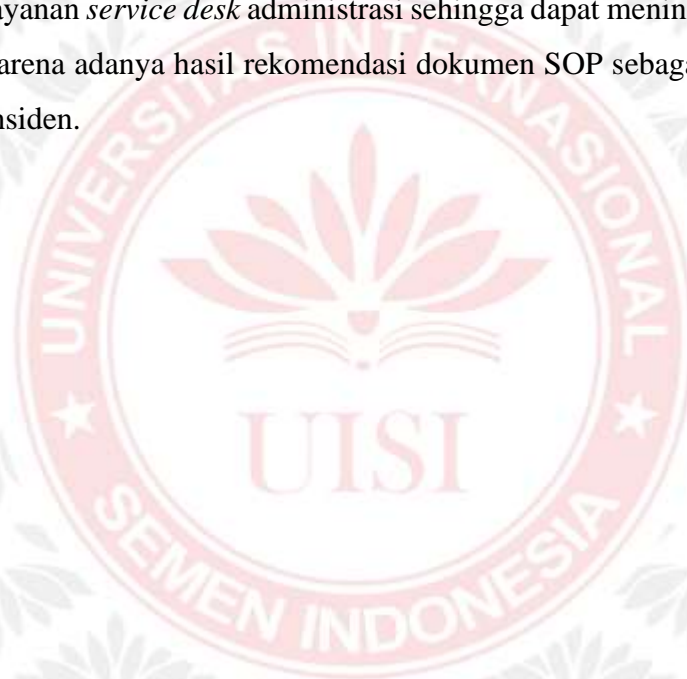 ayanan service desk administrasi sehingga dapat menin
arena adanya hasil rekomendasi dokumen SOP sebaga
nsiden.
UNIVERSITAS INTERNASIONAL
UISI
SEMEN INDONESIA